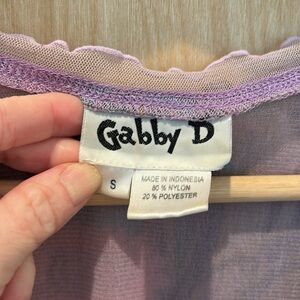 Gabby D
S
MADE IN INDONESIA
80 % NYLON
20 % POLYESTER